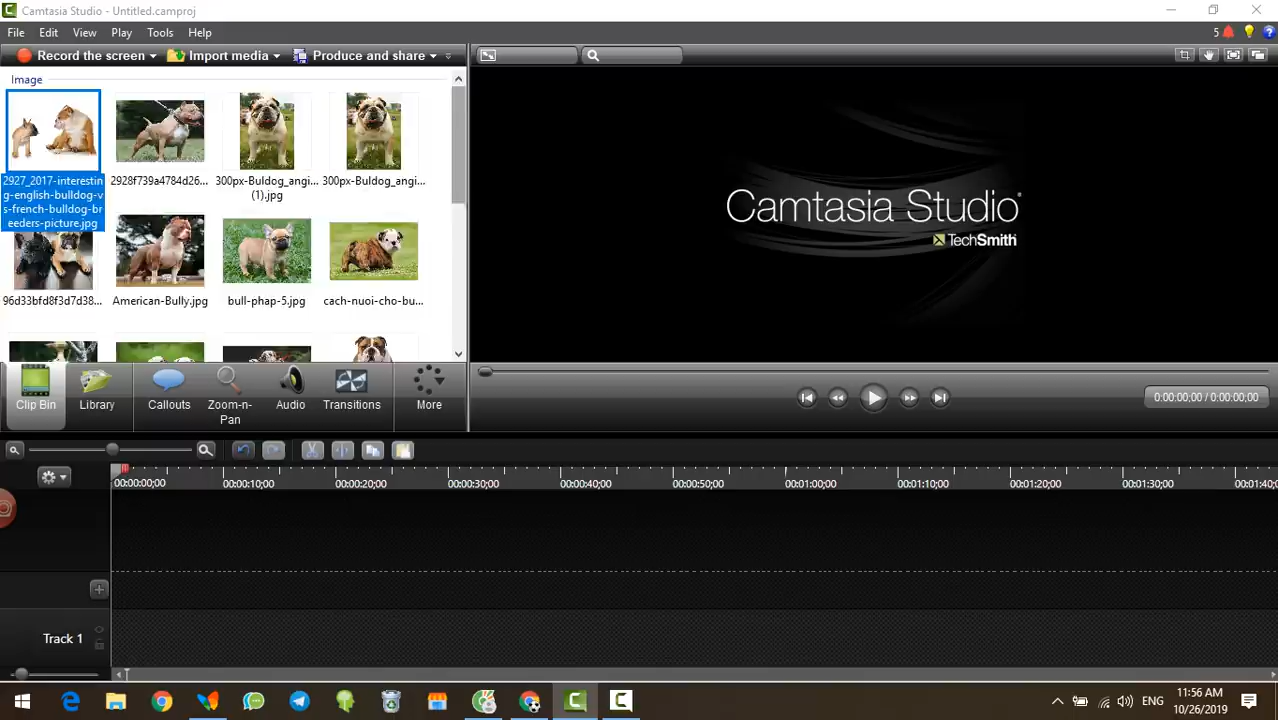 Camtasia Studio - Untitled.camproj
File Edit View Play Tools Help
5
Record the screen Import media Produce and share
Image
2927_2017-interestin
g-english-bulldog-v
s-french-bulldog-br
eeders-picture.jpg
2928f739a4784d26...
300px-Buldog_angi...
(1).jpg
300px-Buldog_angi...
96d33bfd8f3d7d38...
American-Bully.jpg
bull-phap-5.jpg
cach-nuoi-cho-bu...
Camtasia Studio
TechSmith
Clip Bin
Library
Callouts
Zoom-n-
Pan
Audio
Transitions
More
0:00:00;00 / 0:00:00;00
00:00:00;00 00:00:10;00 00:00:20;00 00:00:30;00 00:00:40;00 00:00:50;00 00:01:00;00 00:01:10;00 00:01:20;00 00:01:30;00 00:01:40;
Track 1
ENG
11:56 AM
10/26/2019